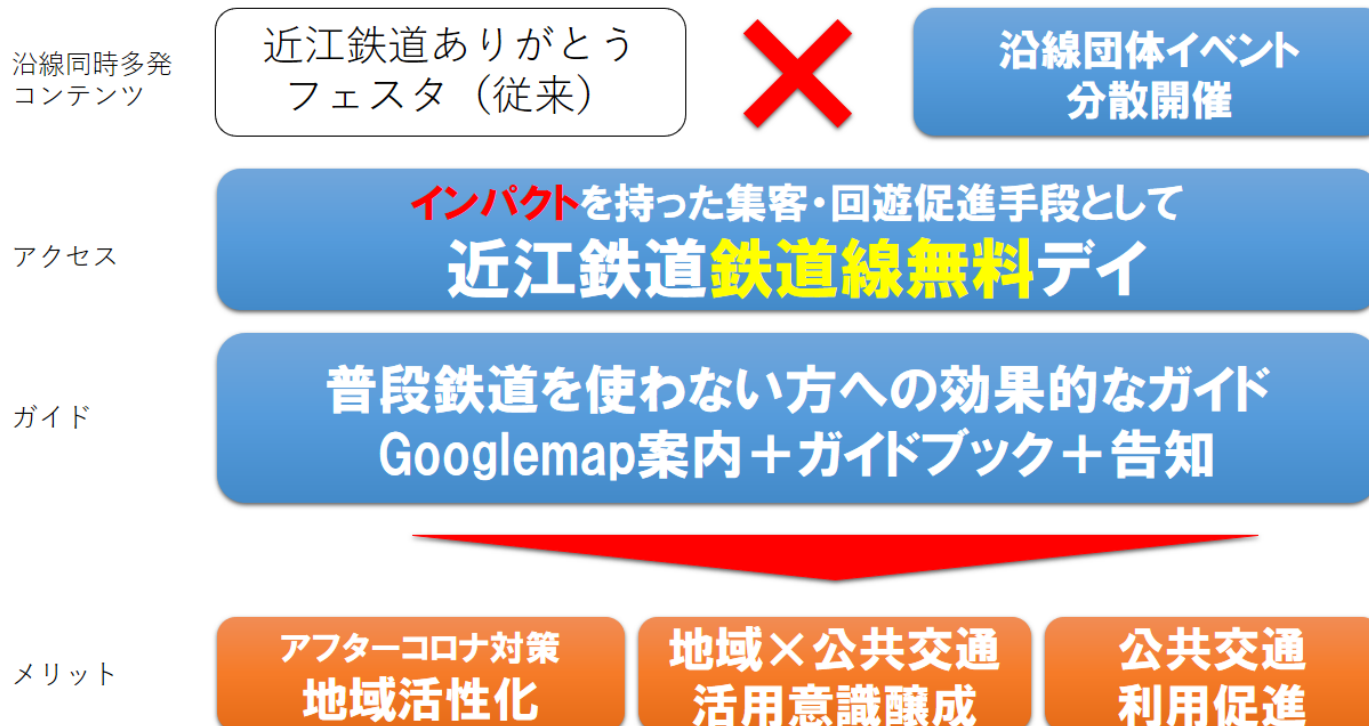 沿線同時多発
コンテンツ
近江鉄道ありがとう
フェスタ（従来）
沿線団体イベント
分散開催
アクセス
インパクトを持った集客・回遊促進手段として
近江鉄道鉄道線無料デイ
ガイド
普段鉄道を使わない方への効果的なガイド
Googlemap案内＋ガイドブック＋告知
メリット
アフターコロナ対策
地域活性化
地域×公共交通
活用意識醸成
公共交通
利用促進